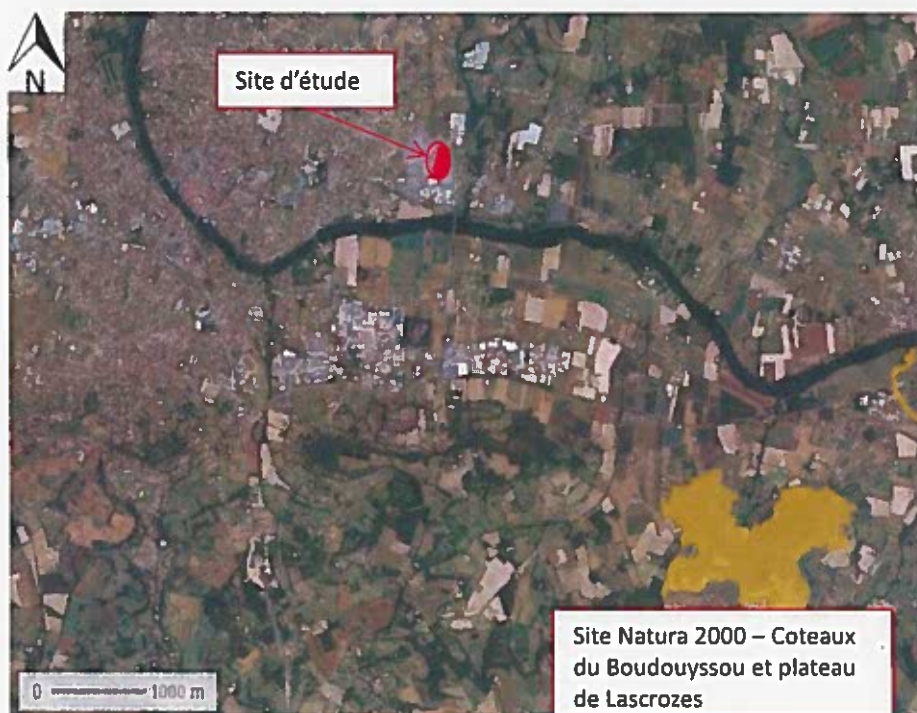 N
Site d'étude
Site Natura 2000 – Coteaux
du Boudouyssou et plateau
de Lascrozes
0 1000 m